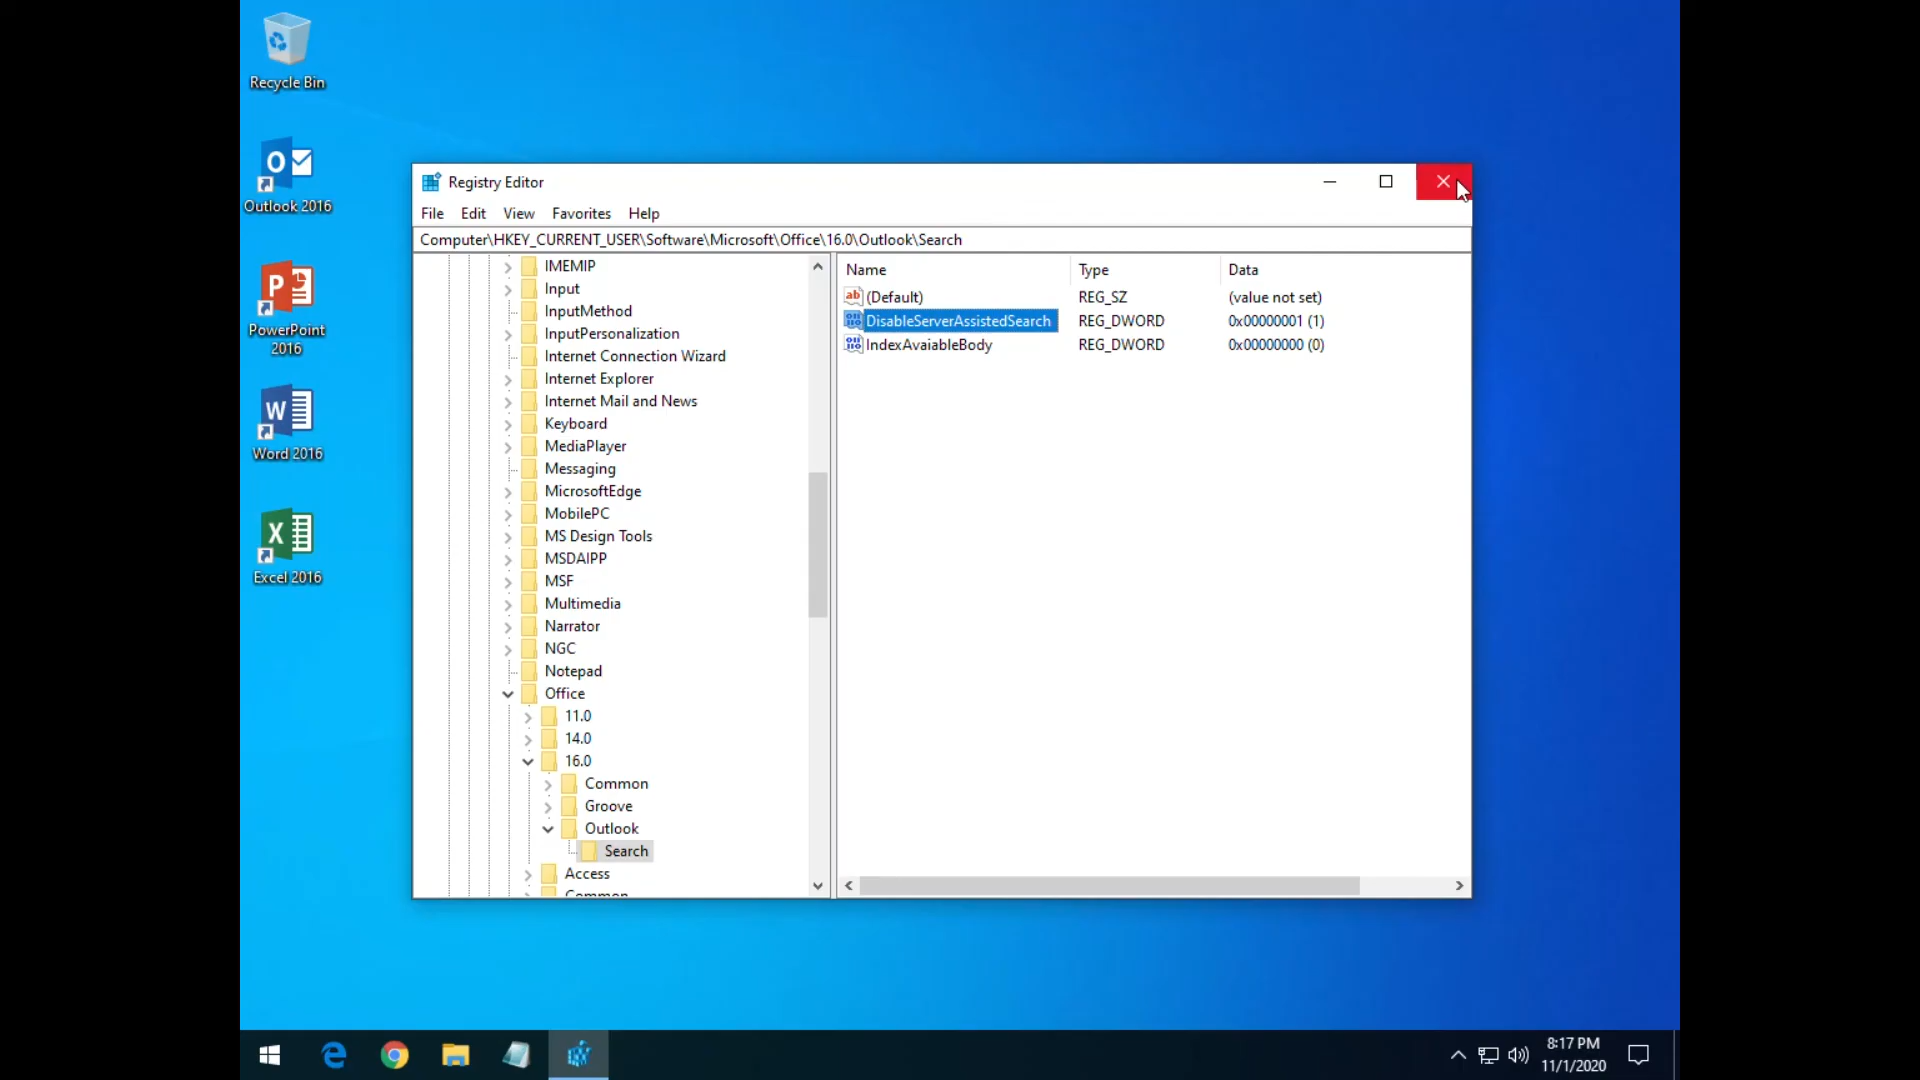 Recycle Bin
Outlook 2016
PowerPoint
2016
Word 2016
Excel 2016
Registry Editor
File Edit View Favorites Help
Computer\HKEY_CURRENT_USER\Software\Microsoft\Office\16.0\Outlook\Search
IMEMIP
Input
InputMethod
InputPersonalization
Internet Connection Wizard
Internet Explorer
Internet Mail and News
Keyboard
MediaPlayer
Messaging
MicrosoftEdge
MobilePC
MS Design Tools
MSDAIPP
MSF
Multimedia
Narrator
NGC
Notepad
Office
11.0
14.0
16.0
Common
Groove
Outlook
Search
Access
Common
Name Type Data
(Default) REG_SZ (value not set)
DisableServerAssistedSearch REG_DWORD 0x00000001 (1)
IndexAvaiableBody REG_DWORD 0x00000000 (0)
8:17 PM
11/1/2020